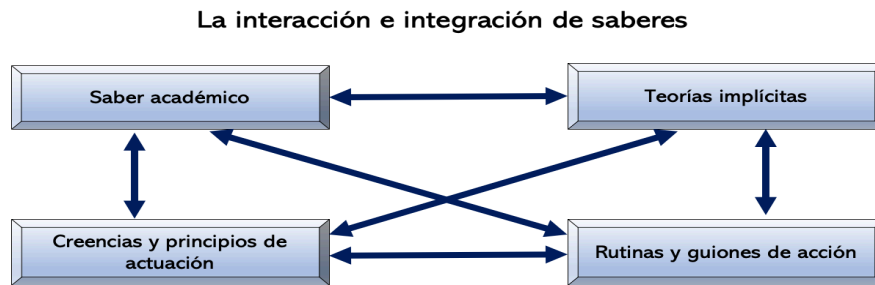 La interacción e integración de saberes
Saber académico
Teorías implícitas
Creencias y principios de
actuación
Rutinas y guiones de acción